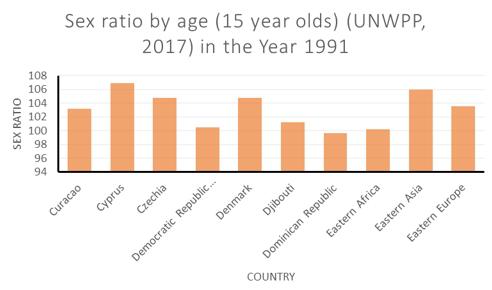 Sex ratio by age (15 year olds) (UNWPP,
2017) in the Year 1991
SEX RATIO
108
106
104
102
100
98
96
94
Curacao
Cyprus
Czechia
Democratic Republic...
Denmark
Djibouti
Dominican Republic
Eastern Africa
Eastern Asia
Eastern Europe
COUNTRY